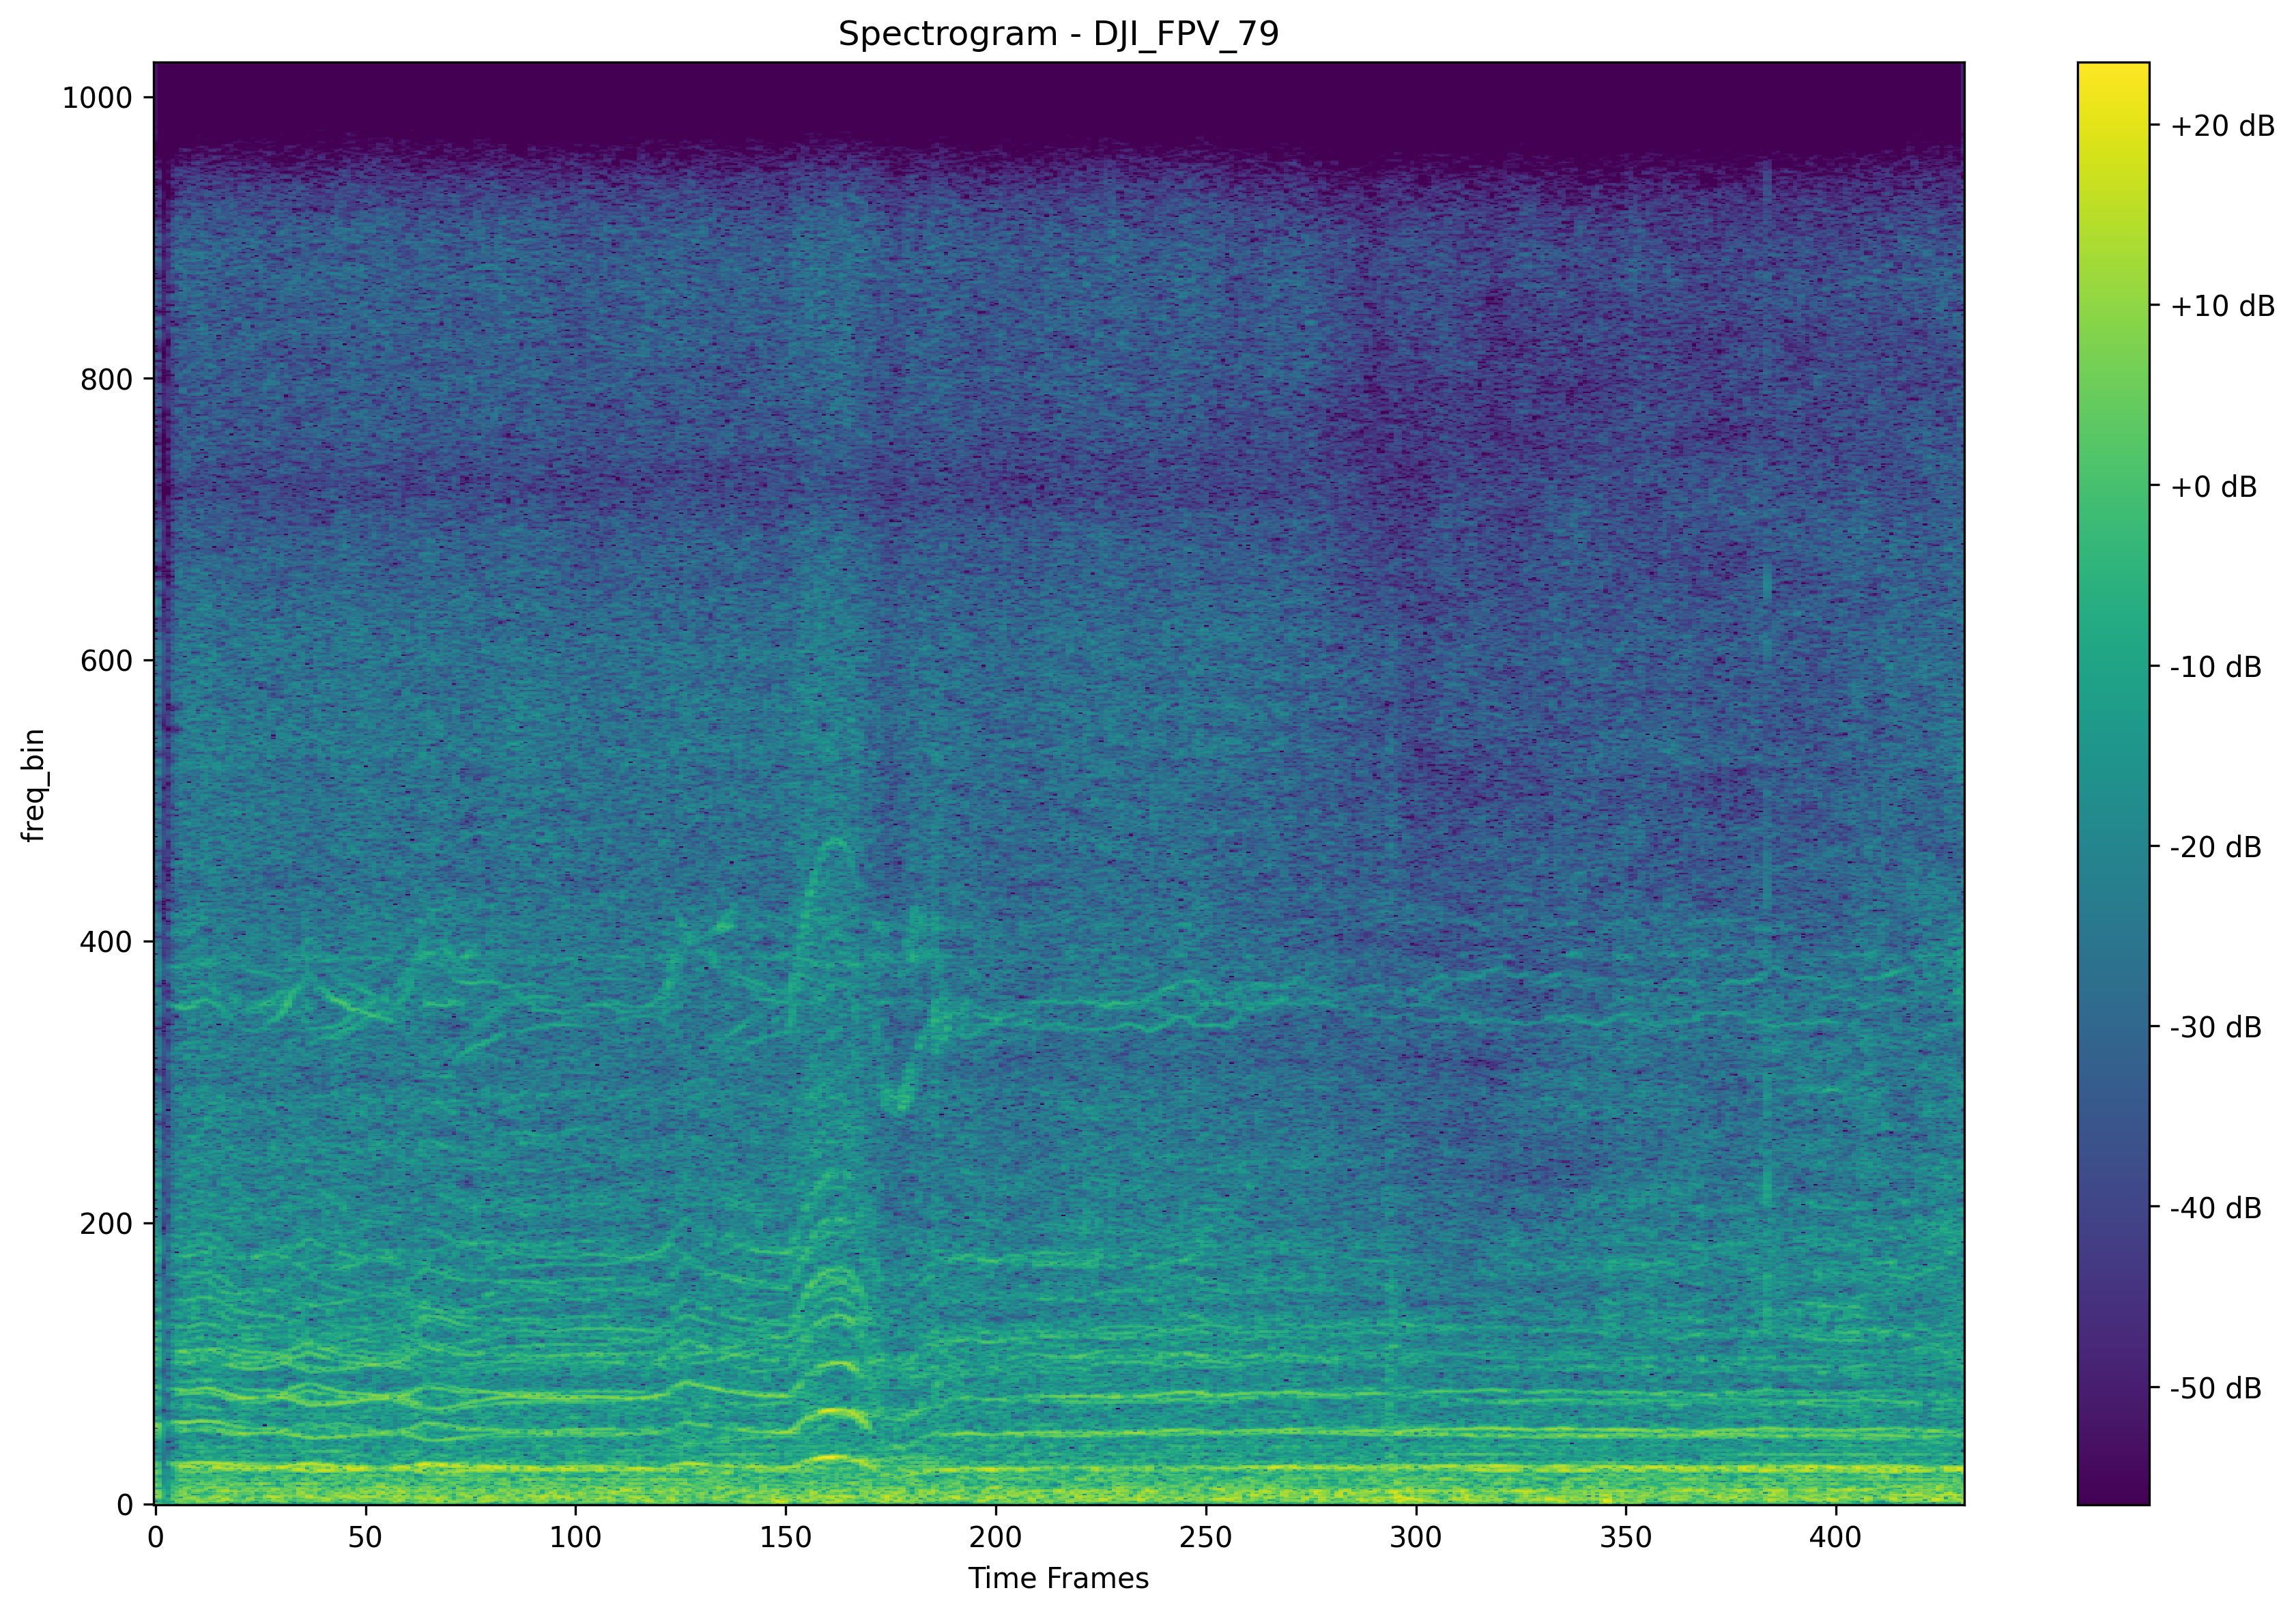 Spectrogram - DJI_FPV_79
1000
800
600
400
200
0
freq_bin
0 50 100 150 200 250 300 350 400
Time Frames
+20 dB
+10 dB
+0 dB
-10 dB
-20 dB
-30 dB
-40 dB
-50 dB